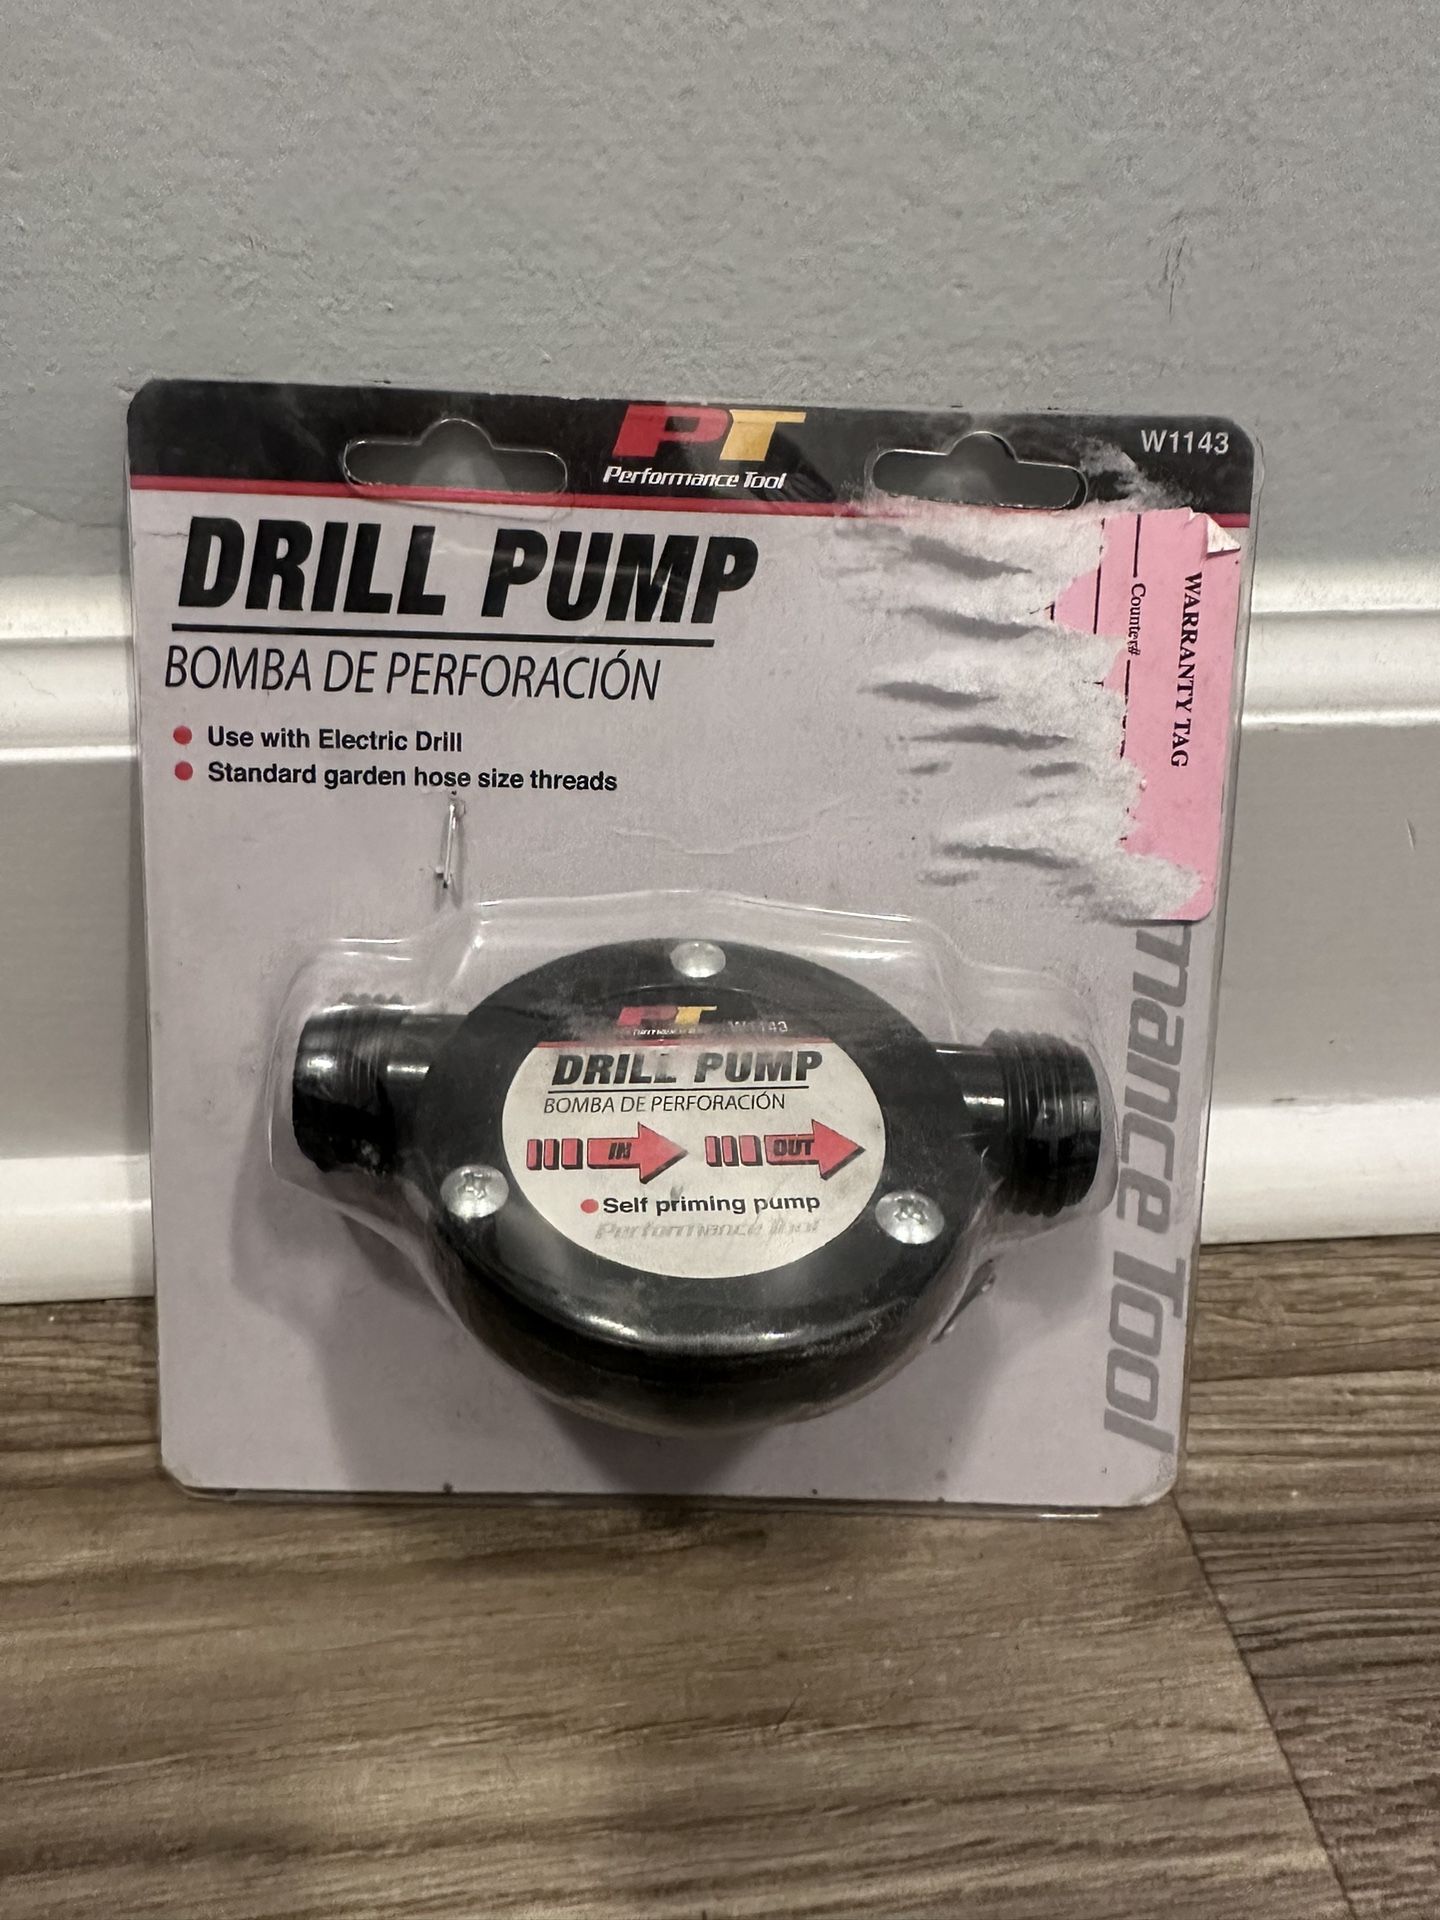 PT
Performance Tool
W1143
DRILL PUMP
BOMBA DE PERFORACIÓN
Use with Electric Drill
Standard garden hose size threads
WARRANTY TAG
Counter#
mance Tool
PT
W1143
DRILL PUMP
BOMBA DE PERFORACIÓN
IN
OUT
Self priming pump
Performance Tool